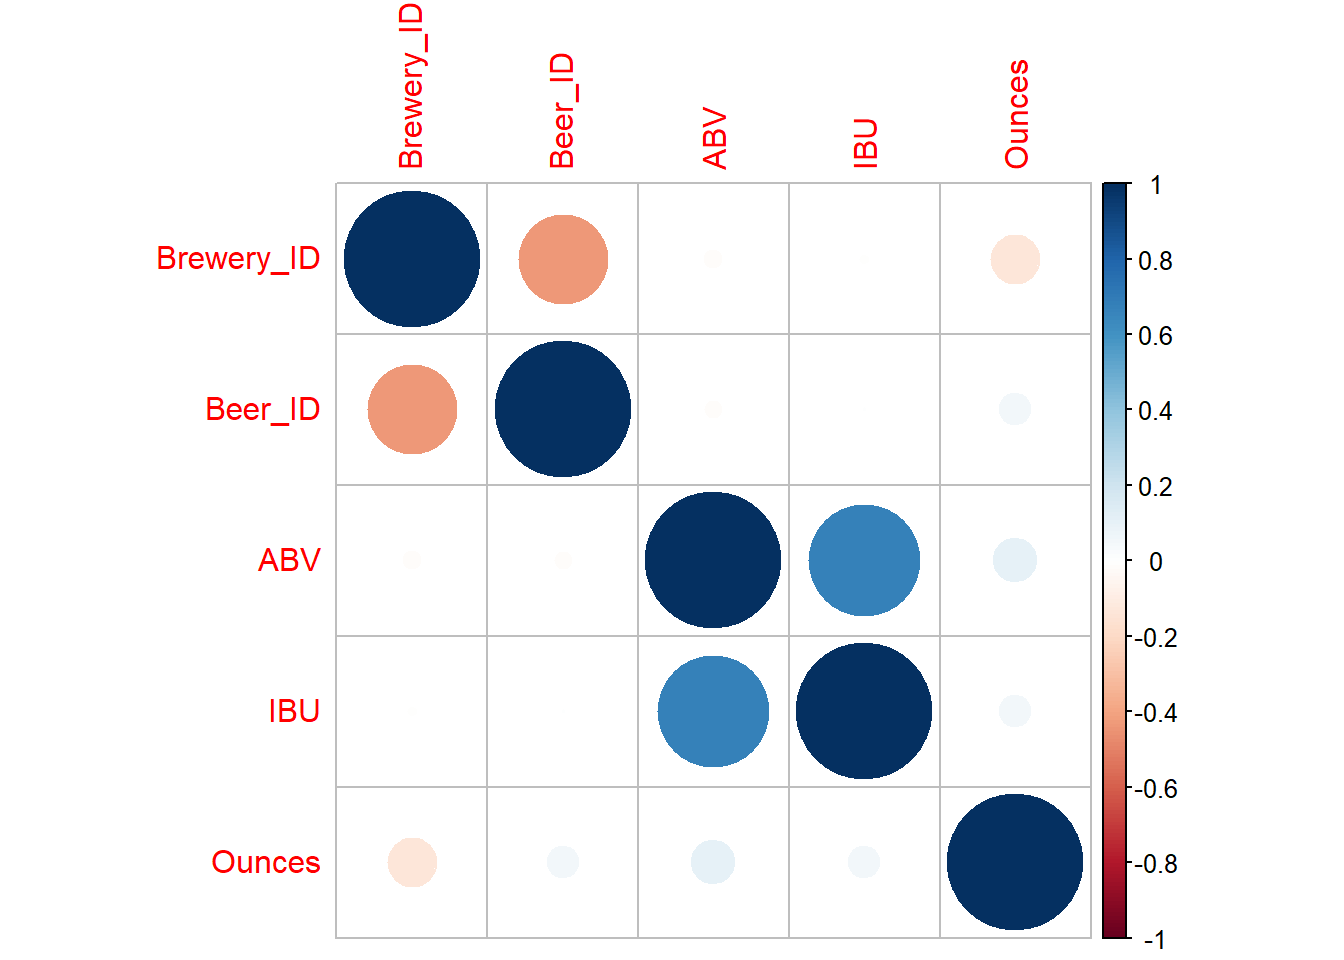 Brewery_ID
Beer_ID
ABV
IBU
Ounces
Brewery_ID
Beer_ID
ABV
IBU
Ounces
1
0.8
0.6
0.4
0.2
0
-0.2
-0.4
-0.6
-0.8
-1